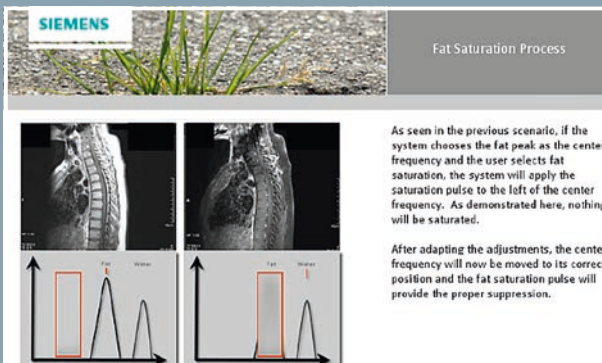 SIEMENS
Fat Saturation Process
As seen in the previous scenario, if the
system chooses the fat peak as the center
frequency and the user selects fat
saturation, the system will apply the
saturation pulse to the left of the center
frequency. As demonstrated here, nothing
will be saturated.
After adapting the adjustments, the center
frequency will now be moved to its correct
position and the fat saturation pulse will
provide the proper suppression.
Fat Water
Fat Water